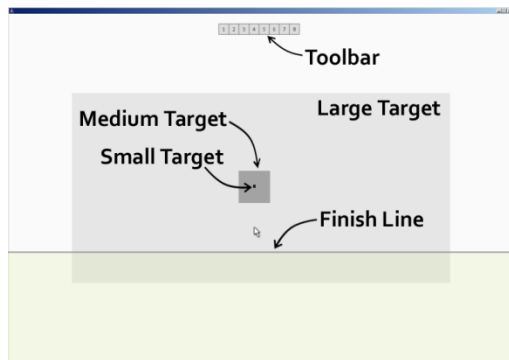 1 2 3 4 5 6 7 8
Toolbar
Large Target
Medium Target
Small Target
Finish Line